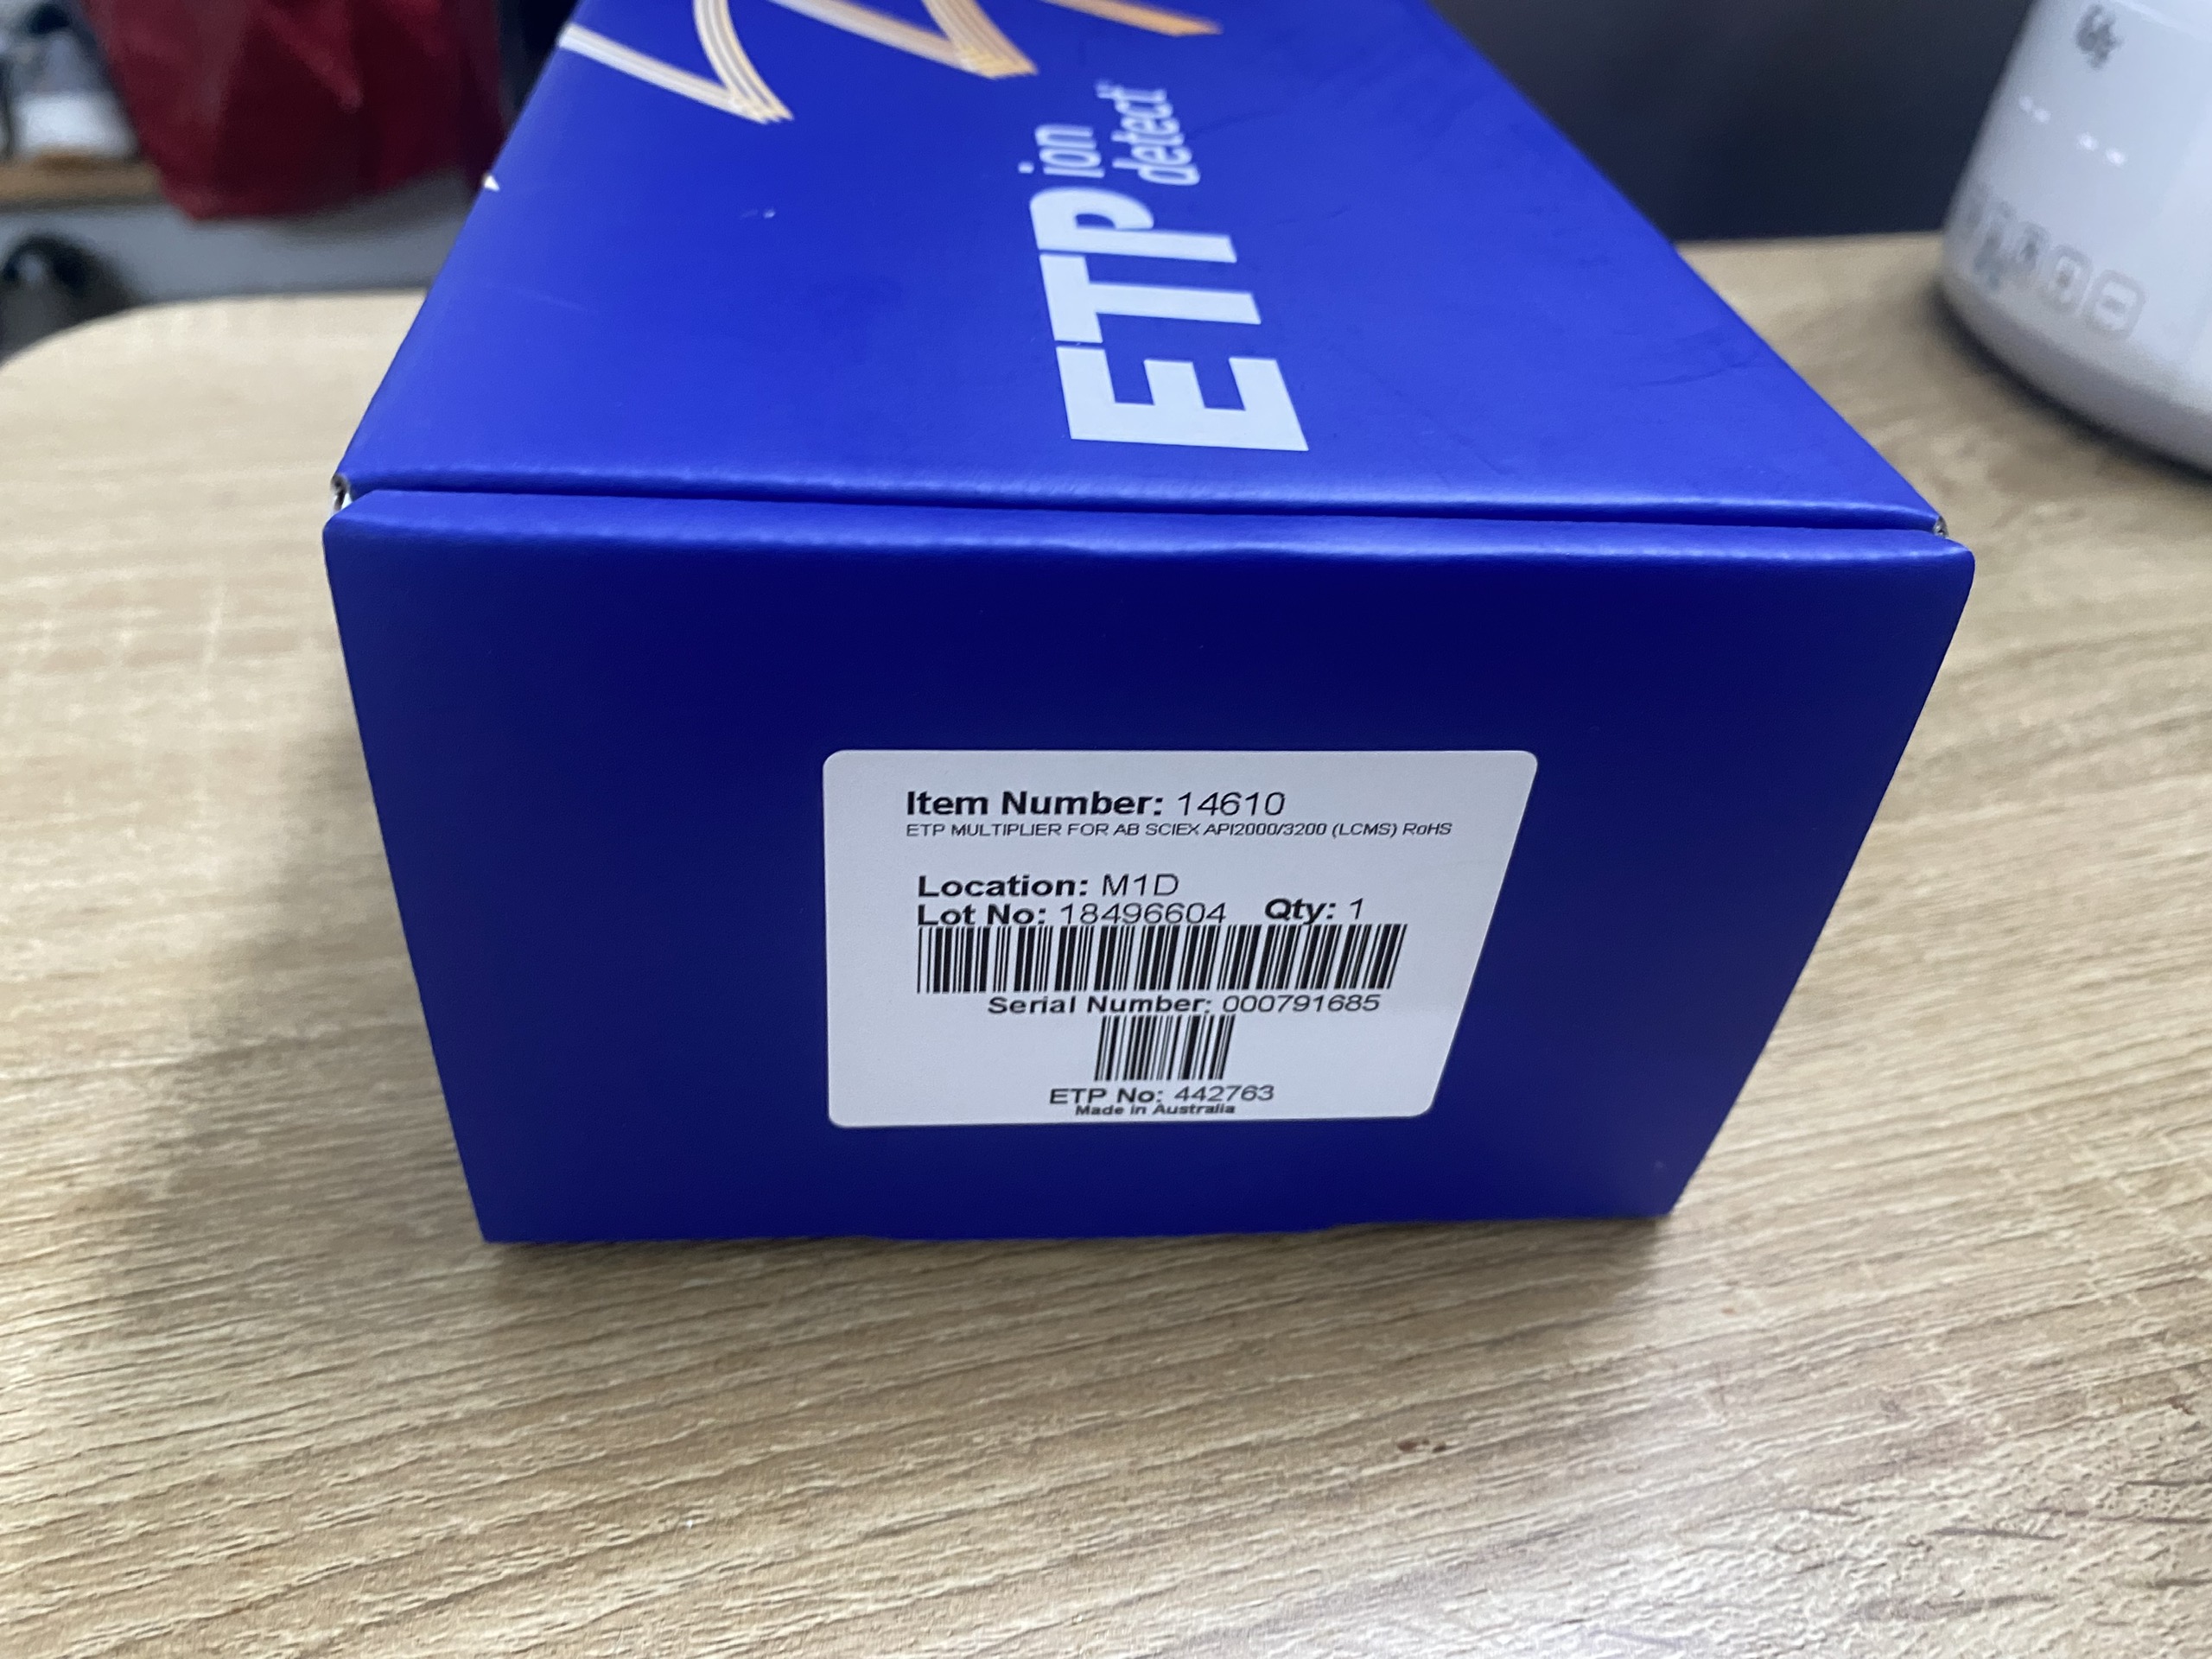 ETP ion
detect
Item Number: 14610
ETP MULTIPLIER FOR AB SCIEX API2000/3200 (LCMS) RoHS
Location: M1D
Lot No: 18496604 Qty: 1
Serial Number: 000791685
ETP No: 442763
Made in Australia